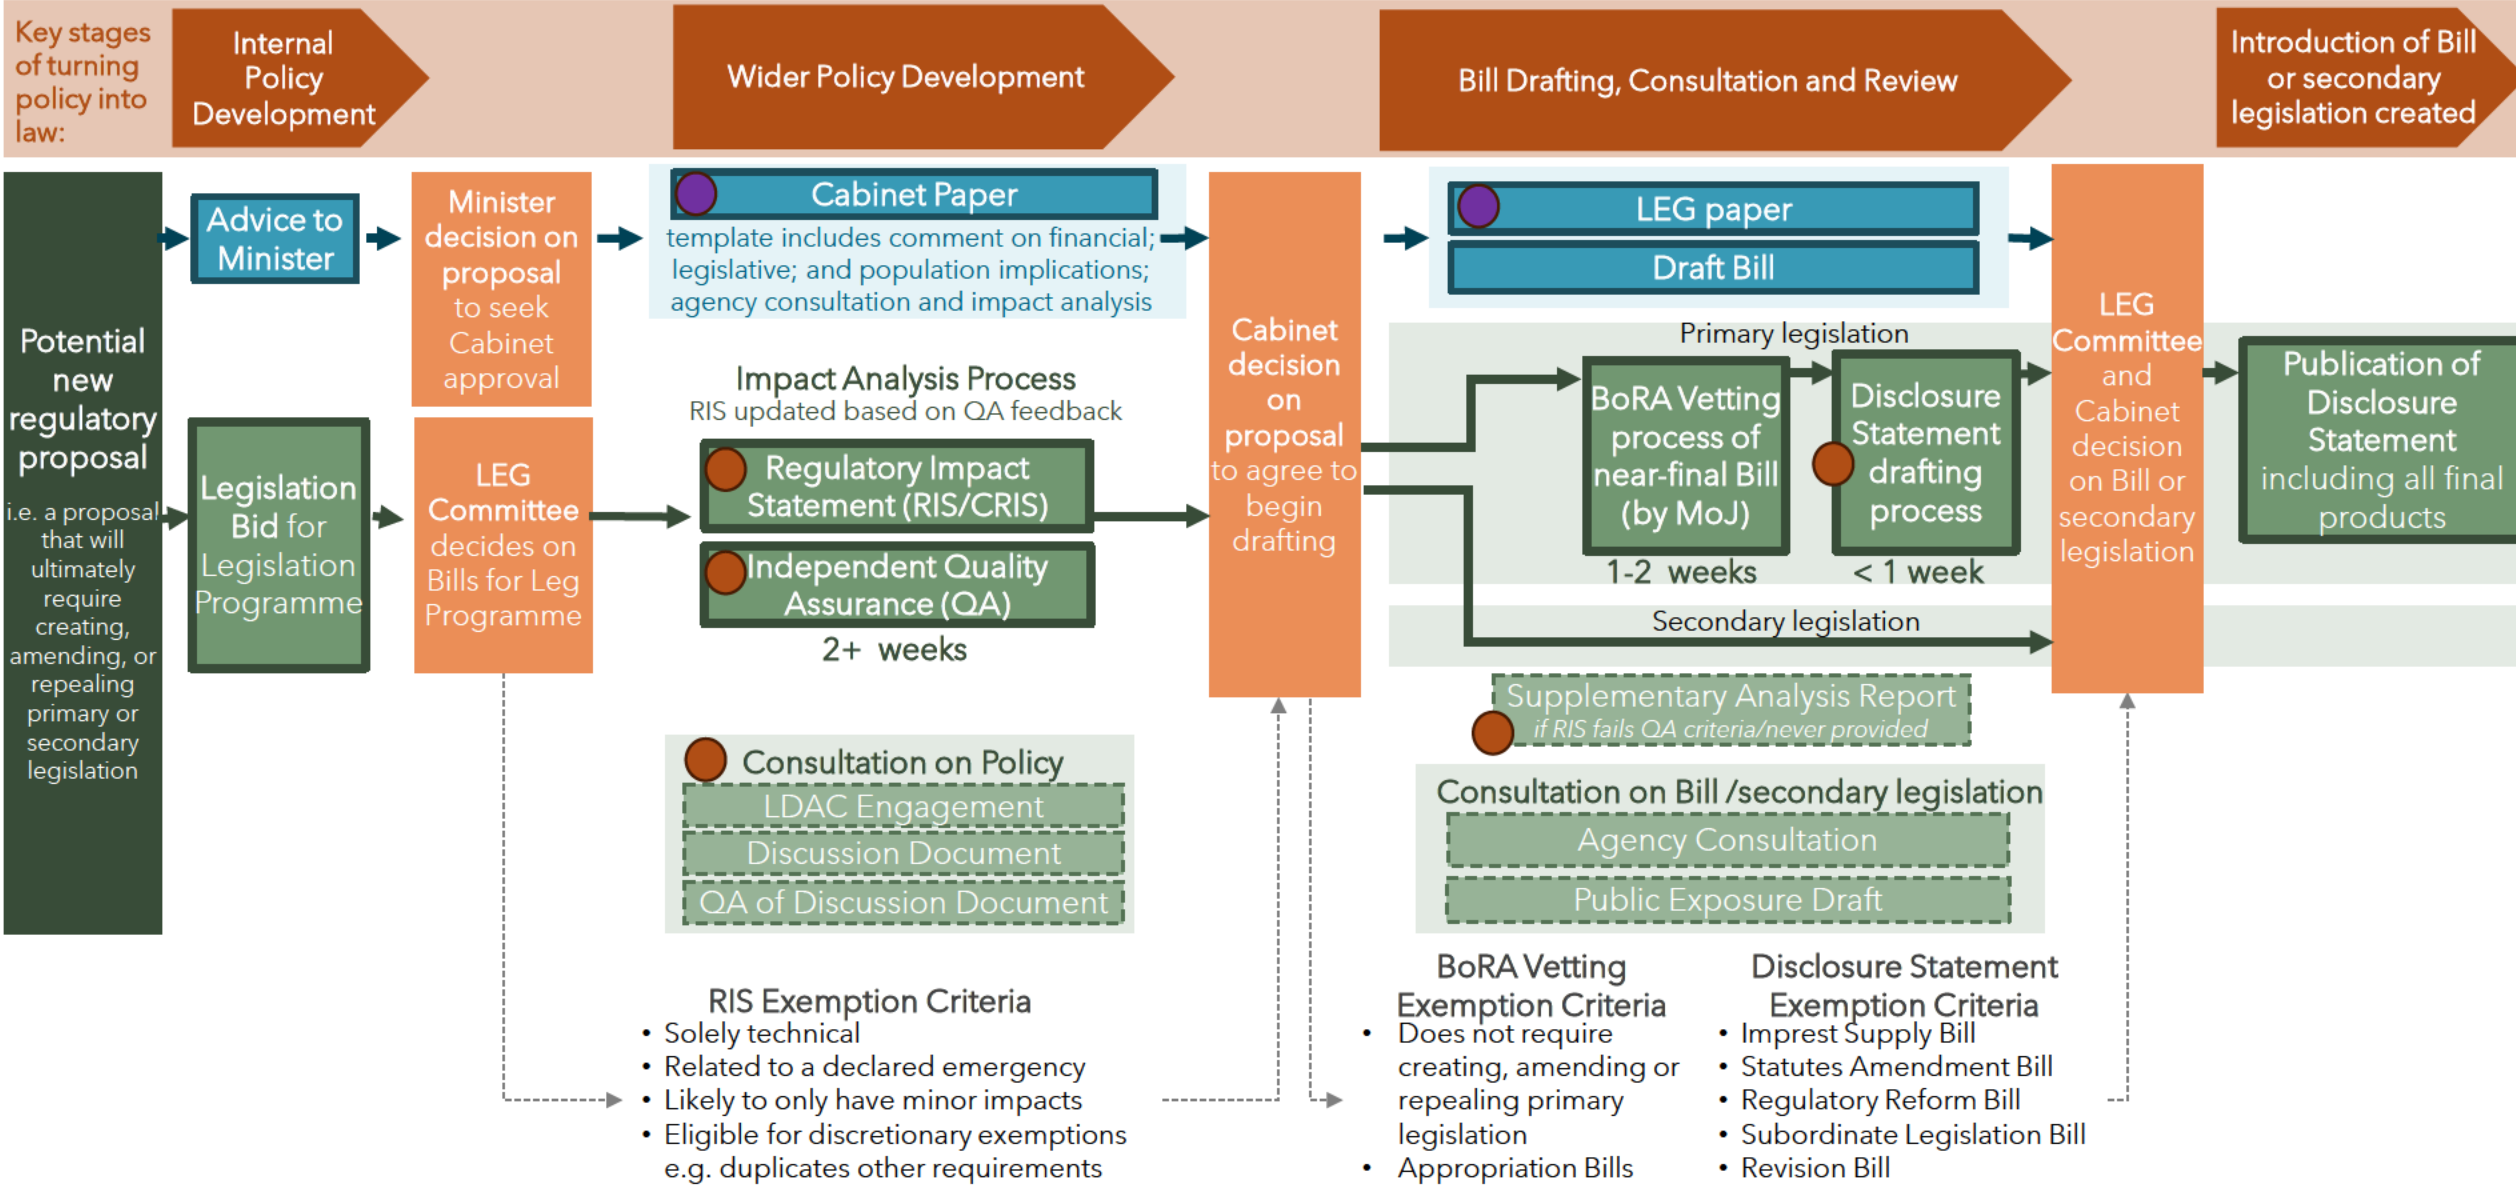 Key stages
of turning
policy into
law:
Internal
Policy
Development
Wider Policy Development
Bill Drafting, Consultation and Review
Introduction of Bill
or secondary
legislation created
Potential
new
regulatory
proposal
i.e. a proposal
that will
ultimately
require
creating,
amending, or
repealing
primary or
secondary
legislation
Advice to
Minister
Legislation
Bid for
Legislation
Programme
Minister
decision on
proposal
to seek
Cabinet
approval
LEG
Committee
decides on
Bills for Leg
Programme
Cabinet Paper
template includes comment on financial;
legislative; and population implications;
agency consultation and impact analysis
Impact Analysis Process
RIS updated based on QA feedback
Regulatory Impact
Statement (RIS/CRIS)
Independent Quality
Assurance (QA)
2+ weeks
Consultation on Policy
LDAC Engagement
Discussion Document
QA of Discussion Document
RIS Exemption Criteria
• Solely technical
• Related to a declared emergency
• Likely to only have minor impacts
• Eligible for discretionary exemptions
e.g. duplicates other requirements
Cabinet
decision
on
proposal
to agree to
begin
drafting
LEG paper
Draft Bill
Primary legislation
BoRA Vetting
process of
near-final Bill
(by MoJ)
1-2 weeks
Disclosure
Statement
drafting
process
< 1 week
Secondary legislation
Supplementary Analysis Report
if RIS fails QA criteria/never provided
Consultation on Bill /secondary legislation
Agency Consultation
Public Exposure Draft
BoRA Vetting
Exemption Criteria
• Does not require
creating, amending or
repealing primary
legislation
• Appropriation Bills
Disclosure Statement
Exemption Criteria
• Imprest Supply Bill
• Statutes Amendment Bill
• Regulatory Reform Bill
• Subordinate Legislation Bill
• Revision Bill
LEG
Committee
and
Cabinet
decision
on Bill or
secondary
legislation
Publication of
Disclosure
Statement
including all final
products